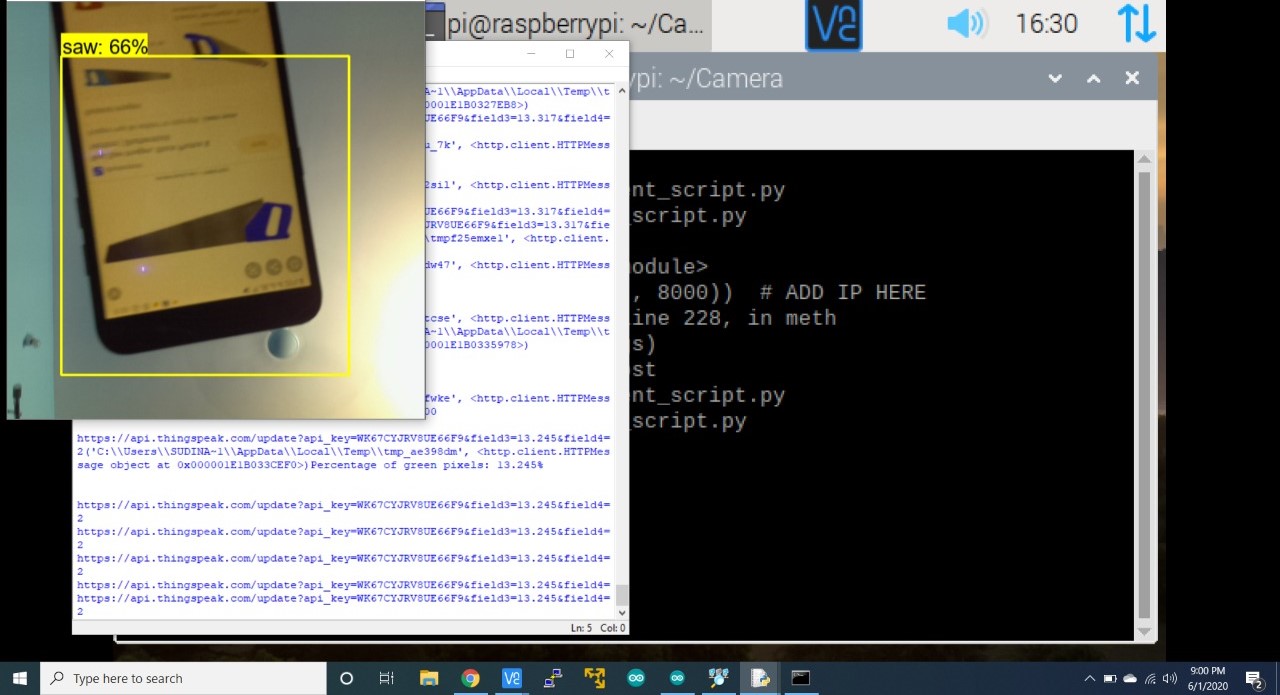 saw: 66%
pi@raspberrypi: ~/Ca...
16:30
ypi: ~/Camera
A~1\\AppData\\Local\\Temp\\t
0001E1B0327EB8>)
UE66F9&field3=13.317&field4=
u_7k', <http.client.HTTPMess
2sil', <http.client.HTTPMess
UE66F9&field3=13.317&field4=
JRV8UE66F9&field3=13.317&fie
\tmpf25emxe1', <http.client.
dw47', <http.client.HTTPMess
tcse', <http.client.HTTPMess
A~1\\AppData\\Local\\Temp\\t
0001E1B0335978>)
fwke', <http.client.HTTPMess
00
https://api.thingspeak.com/update?api_key=WK67CYJRV8UE66F9&field3=13.245&field4=
2('C:\\Users\\SUDINA~1\\AppData\\Local\\Temp\\tmp_ae398dm', <http.client.HTTPMes
sage object at 0x000001E1B033CEF0>)Percentage of green pixels: 13.245%
https://api.thingspeak.com/update?api_key=WK67CYJRV8UE66F9&field3=13.245&field4=
2
https://api.thingspeak.com/update?api_key=WK67CYJRV8UE66F9&field3=13.245&field4=
2
https://api.thingspeak.com/update?api_key=WK67CYJRV8UE66F9&field3=13.245&field4=
2
https://api.thingspeak.com/update?api_key=WK67CYJRV8UE66F9&field3=13.245&field4=
https://api.thingspeak.com/update?api_key=WK67CYJRV8UE66F9&field3=13.245&field4=
2
Ln: 5 Col: 0
nt_script.py
script.py
odule>
, 8000)) # ADD IP HERE
ine 228, in meth
s)
st
nt_script.py
script.py
Type here to search
9:00 PM
6/1/2020
2